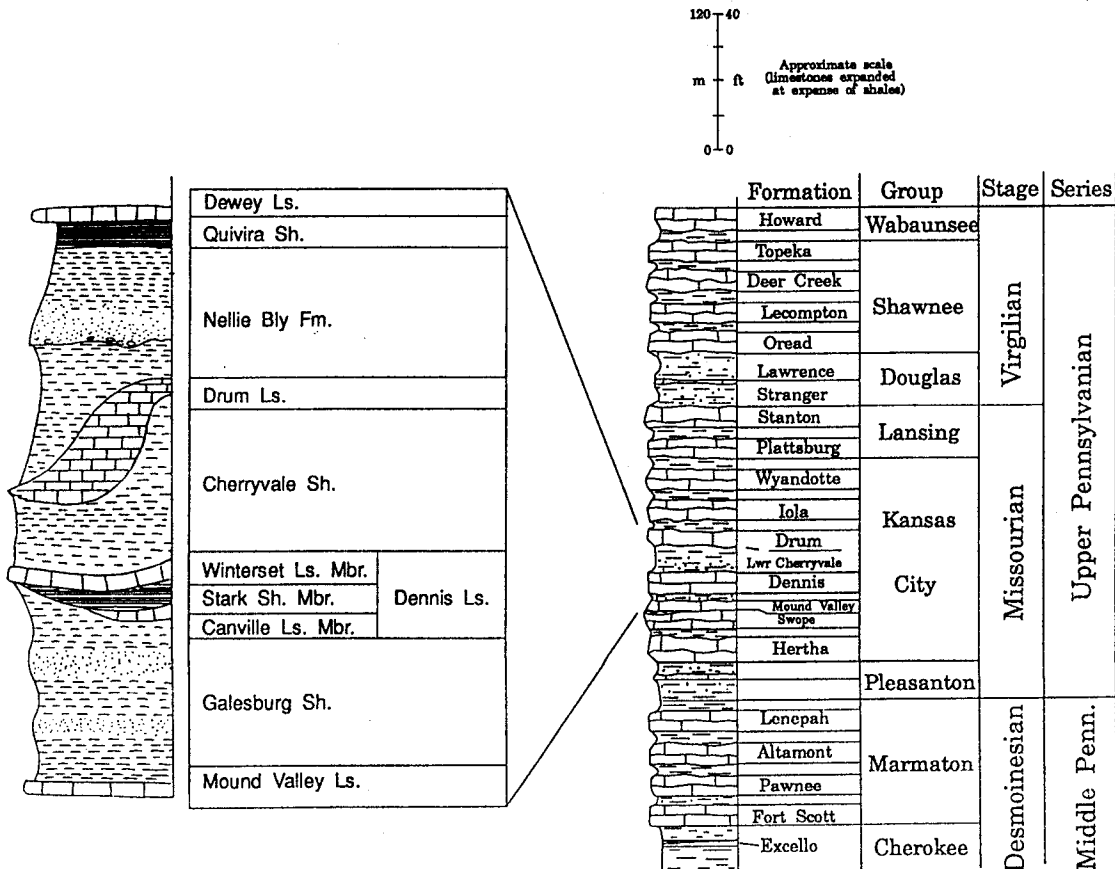 120 40
Approximate scale
m ft (limestones expanded
at expense of shales)
0 0
Dewey Ls.
Quivira Sh.
Nellie Bly Fm.
Drum Ls.
Cherryvale Sh.
Winterset Ls. Mbr.
Stark Sh. Mbr.
Dennis Ls.
Canville Ls. Mbr.
Galesburg Sh.
Mound Valley Ls.
Formation Group Stage Series
Howard
Topeka
Deer Creek
Lecompton
Oread
Lawrence
Stranger
Stanton
Plattsburg
Wyandotte
Iola
Drum
Lwr Cherryvale
Dennis
Mound Valley
Swope
Hertha
Lenepah
Altamont
Pawnee
Fort Scott
Excello
Wabaunsee
Shawnee
Douglas
Lansing
Kansas
City
Pleasanton
Marmaton
Cherokee
Virgilian
Missourian
Desmoinesian
Upper Pennsylvanian
Middle Penn.